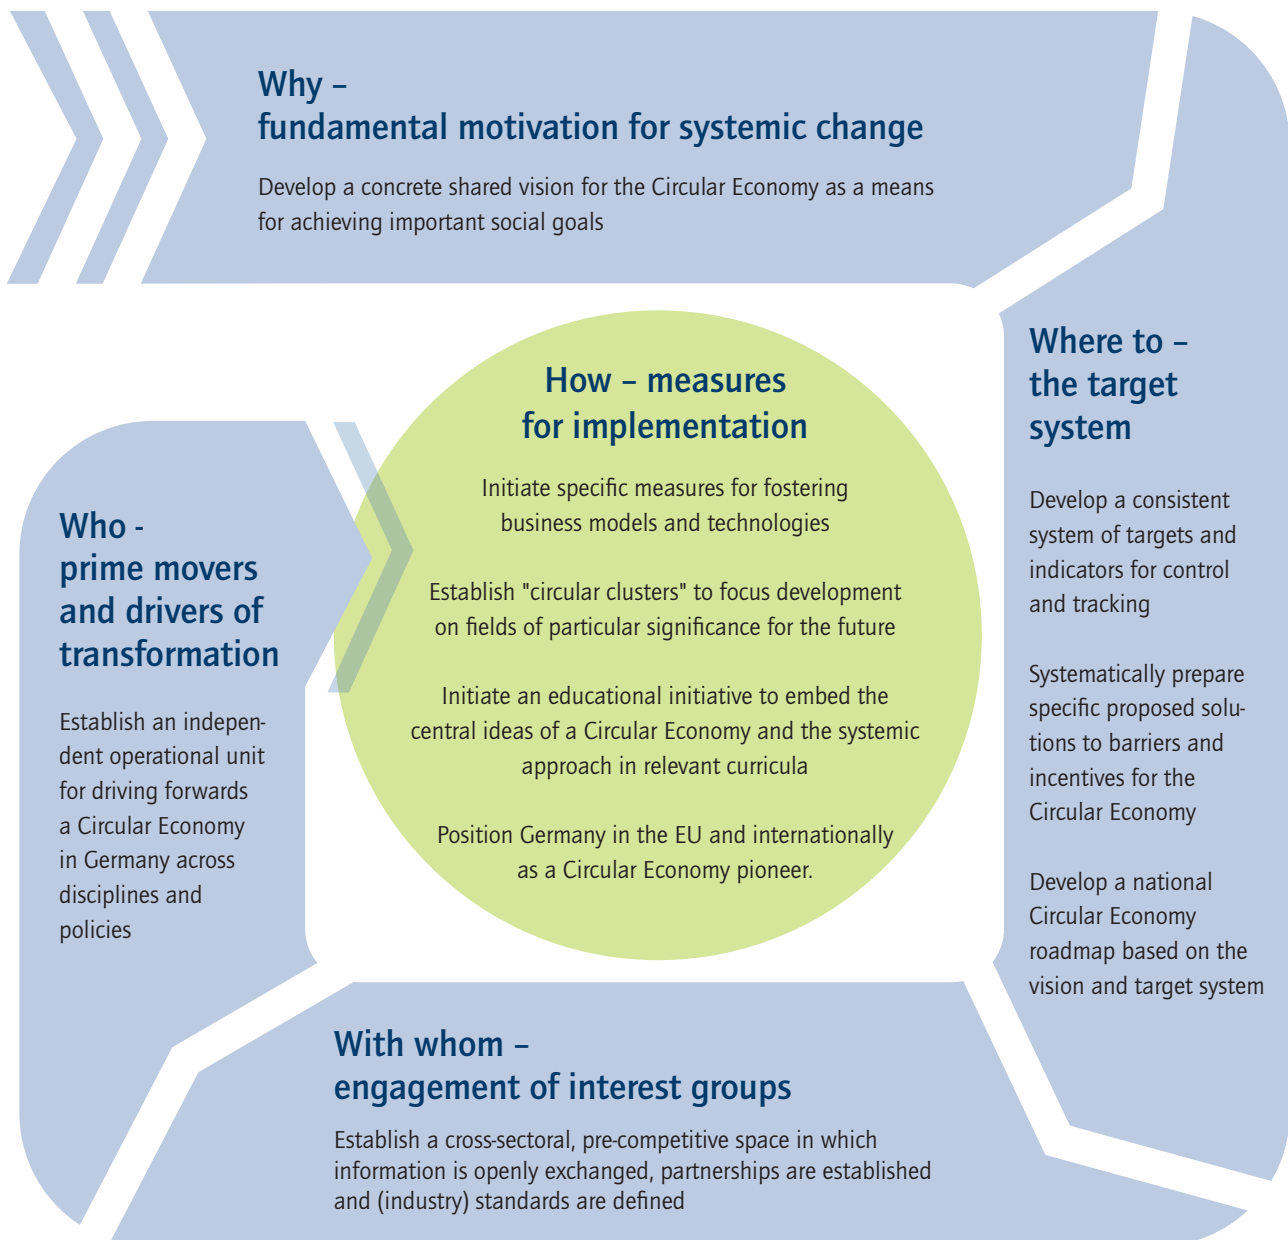 Why –
fundamental motivation for systemic change
Develop a concrete shared vision for the Circular Economy as a means
for achieving important social goals
Where to –
the target
system
Develop a consistent
system of targets and
indicators for control
and tracking
Systematically prepare
specific proposed solu-
tions to barriers and
incentives for the
Circular Economy
Develop a national
Circular Economy
roadmap based on the
vision and target system
With whom –
engagement of interest groups
Establish a cross-sectoral, pre-competitive space in which
information is openly exchanged, partnerships are established
and (industry) standards are defined
Who -
prime movers
and drivers of
transformation
Establish an indepen-
dent operational unit
for driving forwards
a Circular Economy
in Germany across
disciplines and
policies
How – measures
for implementation
Initiate specific measures for fostering
business models and technologies
Establish "circular clusters" to focus development
on fields of particular significance for the future
Initiate an educational initiative to embed the
central ideas of a Circular Economy and the systemic
approach in relevant curricula
Position Germany in the EU and internationally
as a Circular Economy pioneer.